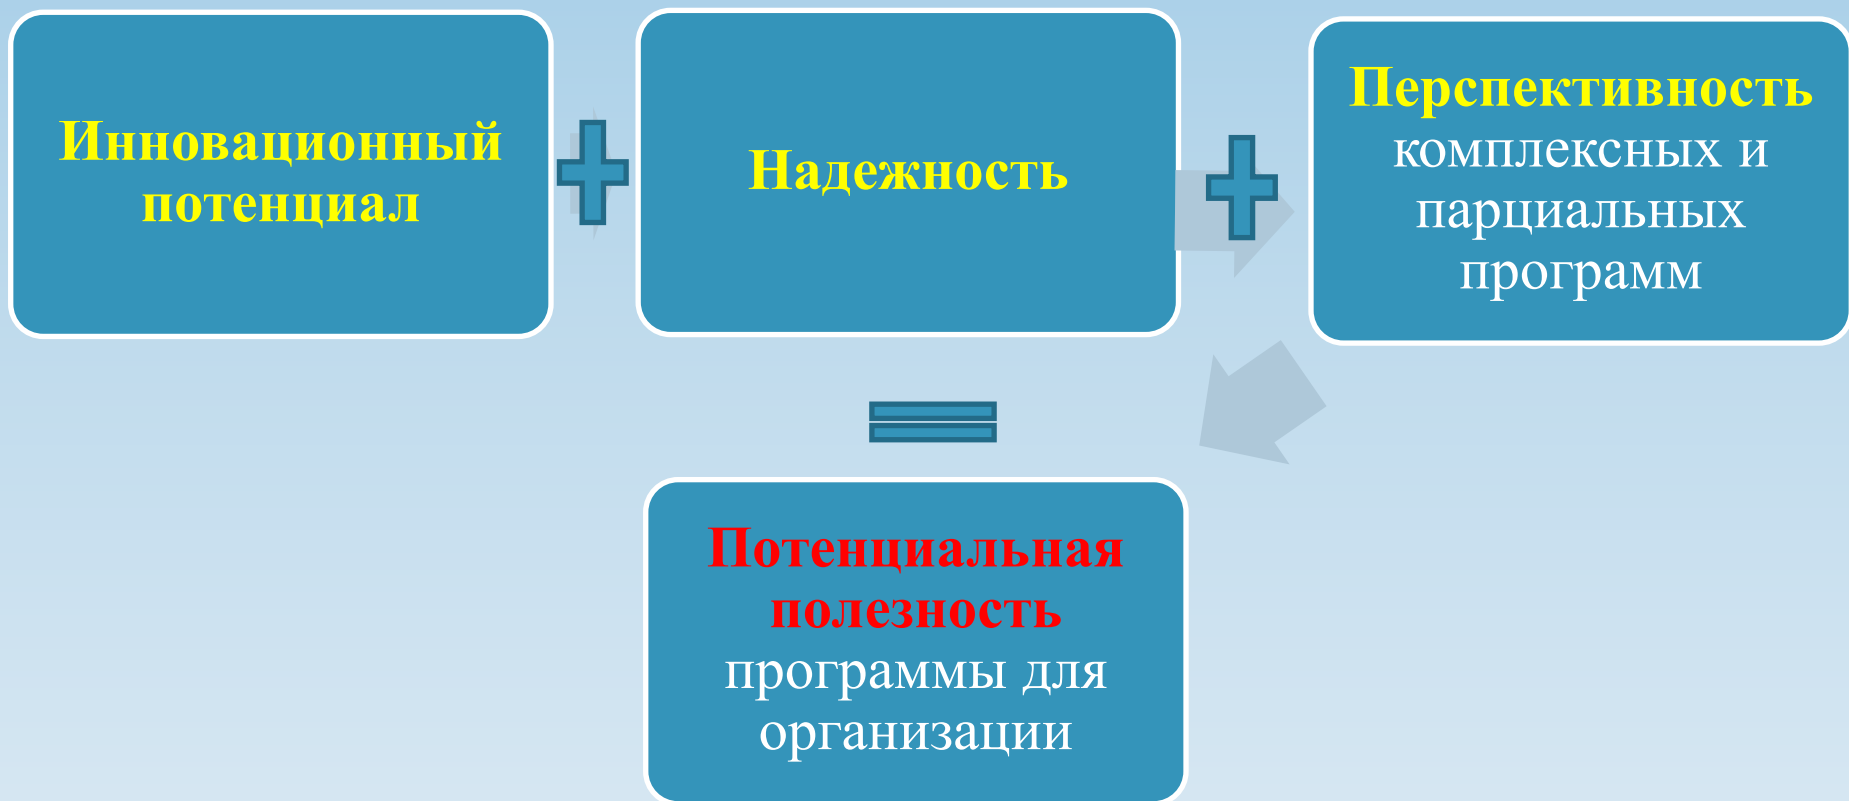 Инновационный
потенциал
Надежность
Перспективность
комплексных и
парциальных
программ
Потенциальная
полезность
программы для
организации